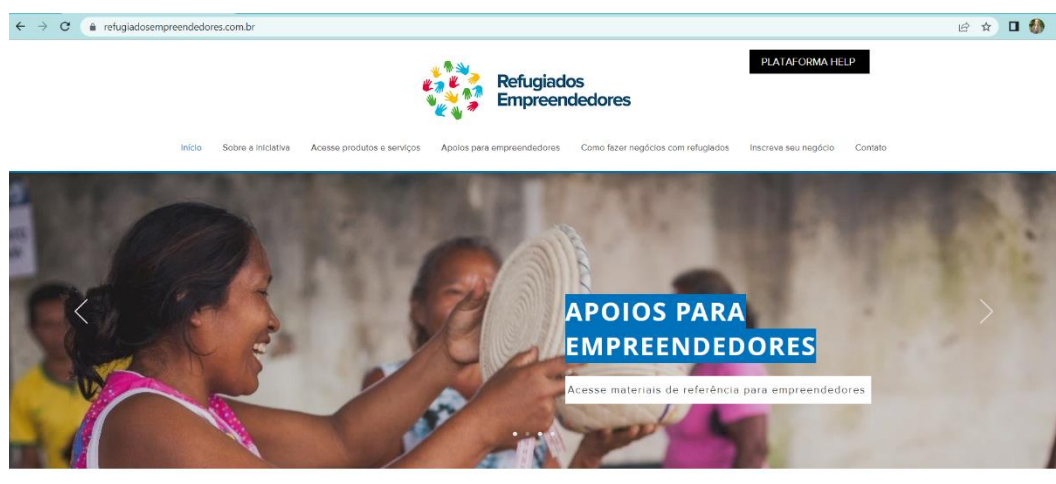 refugiadosempreendedores.com.br
PLATAFORMA HELP
Refugiados
Empreendedores
Início Sobre a iniciativa Acesse produtos e serviços Apoios para empreendedores Como fazer negócios com refugiados Inscreva seu negócio Contato
APOIOS PARA
EMPREENDEDORES
Acesse materiais de referência para empreendedores